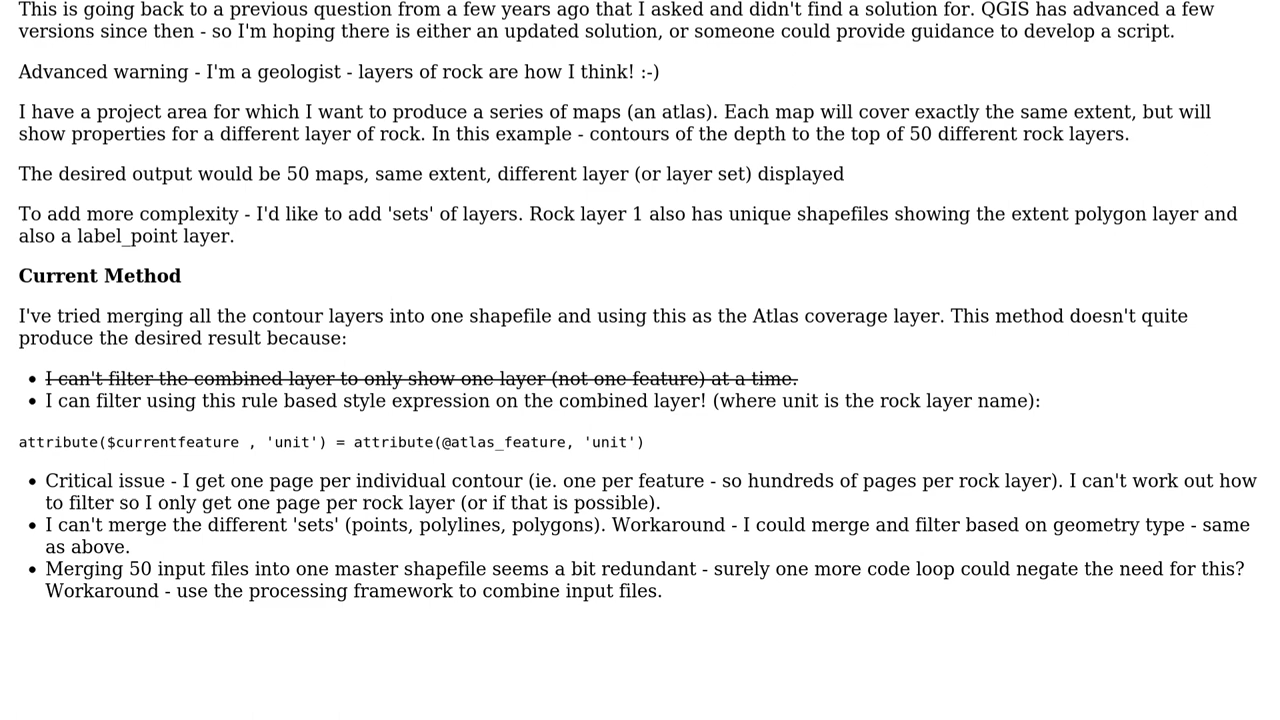 This is going back to a previous question from a few years ago that I asked and didn't find a solution for. QGIS has advanced a few
versions since then - so I'm hoping there is either an updated solution, or someone could provide guidance to develop a script.
Advanced warning - I'm a geologist - layers of rock are how I think! :-)
I have a project area for which I want to produce a series of maps (an atlas). Each map will cover exactly the same extent, but will
show properties for a different layer of rock. In this example - contours of the depth to the top of 50 different rock layers.
The desired output would be 50 maps, same extent, different layer (or layer set) displayed
To add more complexity - I'd like to add 'sets' of layers. Rock layer 1 also has unique shapefiles showing the extent polygon layer and
also a label_point layer.
Current Method
I've tried merging all the contour layers into one shapefile and using this as the Atlas coverage layer. This method doesn't quite
produce the desired result because:
• I can't filter the combined layer to only show one layer (not one feature) at a time.
• I can filter using this rule based style expression on the combined layer! (where unit is the rock layer name):
attribute($currentfeature , 'unit') = attribute(@atlas_feature, 'unit')
• Critical issue - I get one page per individual contour (ie. one per feature - so hundreds of pages per rock layer). I can't work out how
to filter so I only get one page per rock layer (or if that is possible).
• I can't merge the different 'sets' (points, polylines, polygons). Workaround - I could merge and filter based on geometry type - same
as above.
• Merging 50 input files into one master shapefile seems a bit redundant - surely one more code loop could negate the need for this?
Workaround - use the processing framework to combine input files.